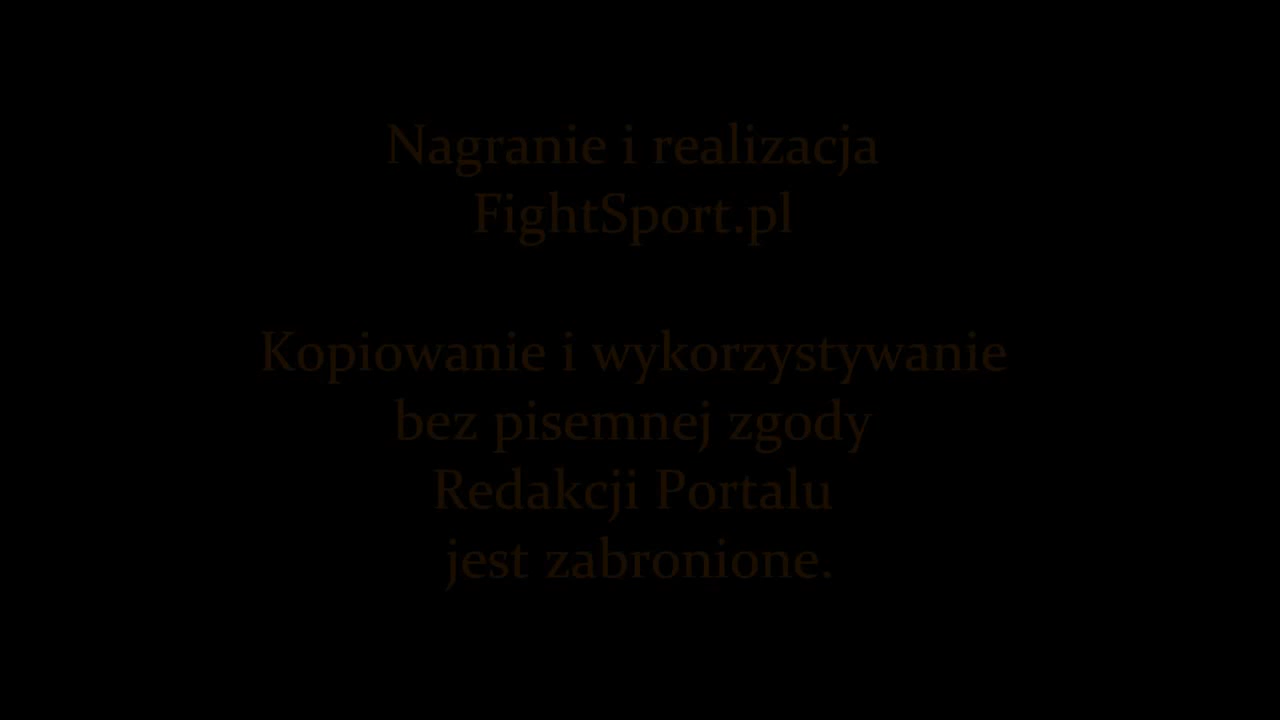 Nagranie i realizacja
FightSport.pl
Kopiowanie i wykorzystywanie
bez pisemnej zgody
Redakcji Portalu
jest zabronione.